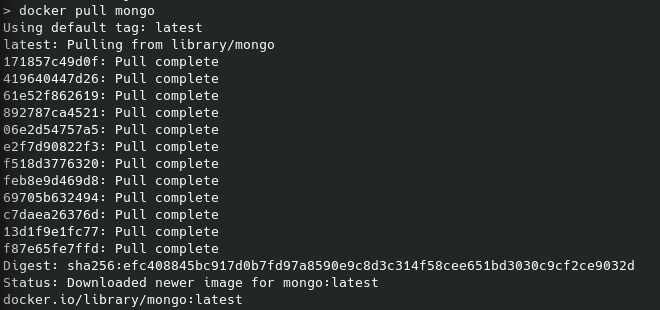 > docker pull mongo
Using default tag: latest
latest: Pulling from library/mongo
171857c49d0f: Pull complete
419640447d26: Pull complete
61e52f862619: Pull complete
892787ca4521: Pull complete
06e2d54757a5: Pull complete
e2f7d90822f3: Pull complete
f518d3776320: Pull complete
feb8e9d469d8: Pull complete
69705b632494: Pull complete
c7daea26376d: Pull complete
13d1f9e1fc77: Pull complete
f87e65fe7ffd: Pull complete
Digest: sha256:efc408845bc917d0b7fd97a8590e9c8d3c314f58cee651bd3030c9cf2ce9032d
Status: Downloaded newer image for mongo:latest
docker.io/library/mongo:latest